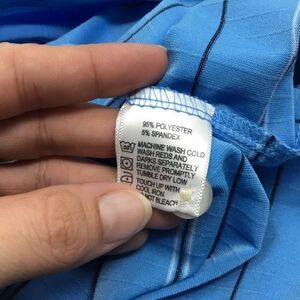 95% POLYESTER
5% SPANDEX
MACHINE WASH COLD
WASH REDS AND
DARKS SEPARATELY
REMOVE PROMPTLY
TUMBLE DRY LOW
TOUCH UP WITH
COOL IRON
NOT BLEACH